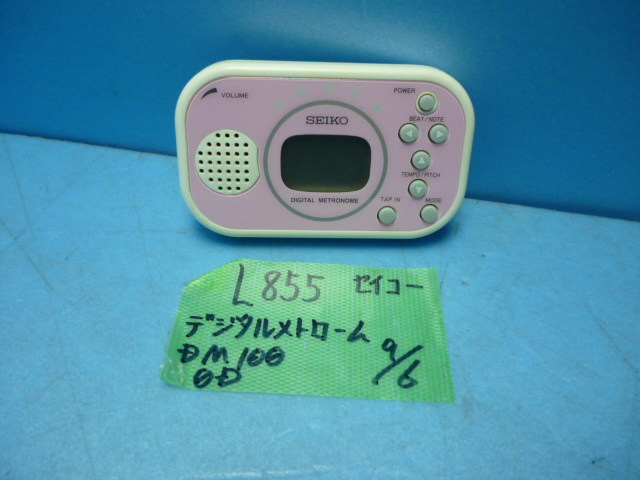 VOLUME
POWER
BEAT/NOTE
SEIKO
TEMPO/PITCH
DIGITAL METRONOME
TAP IN
MODE
L855 セイコー
デジタルメトローム
DM100
9/6